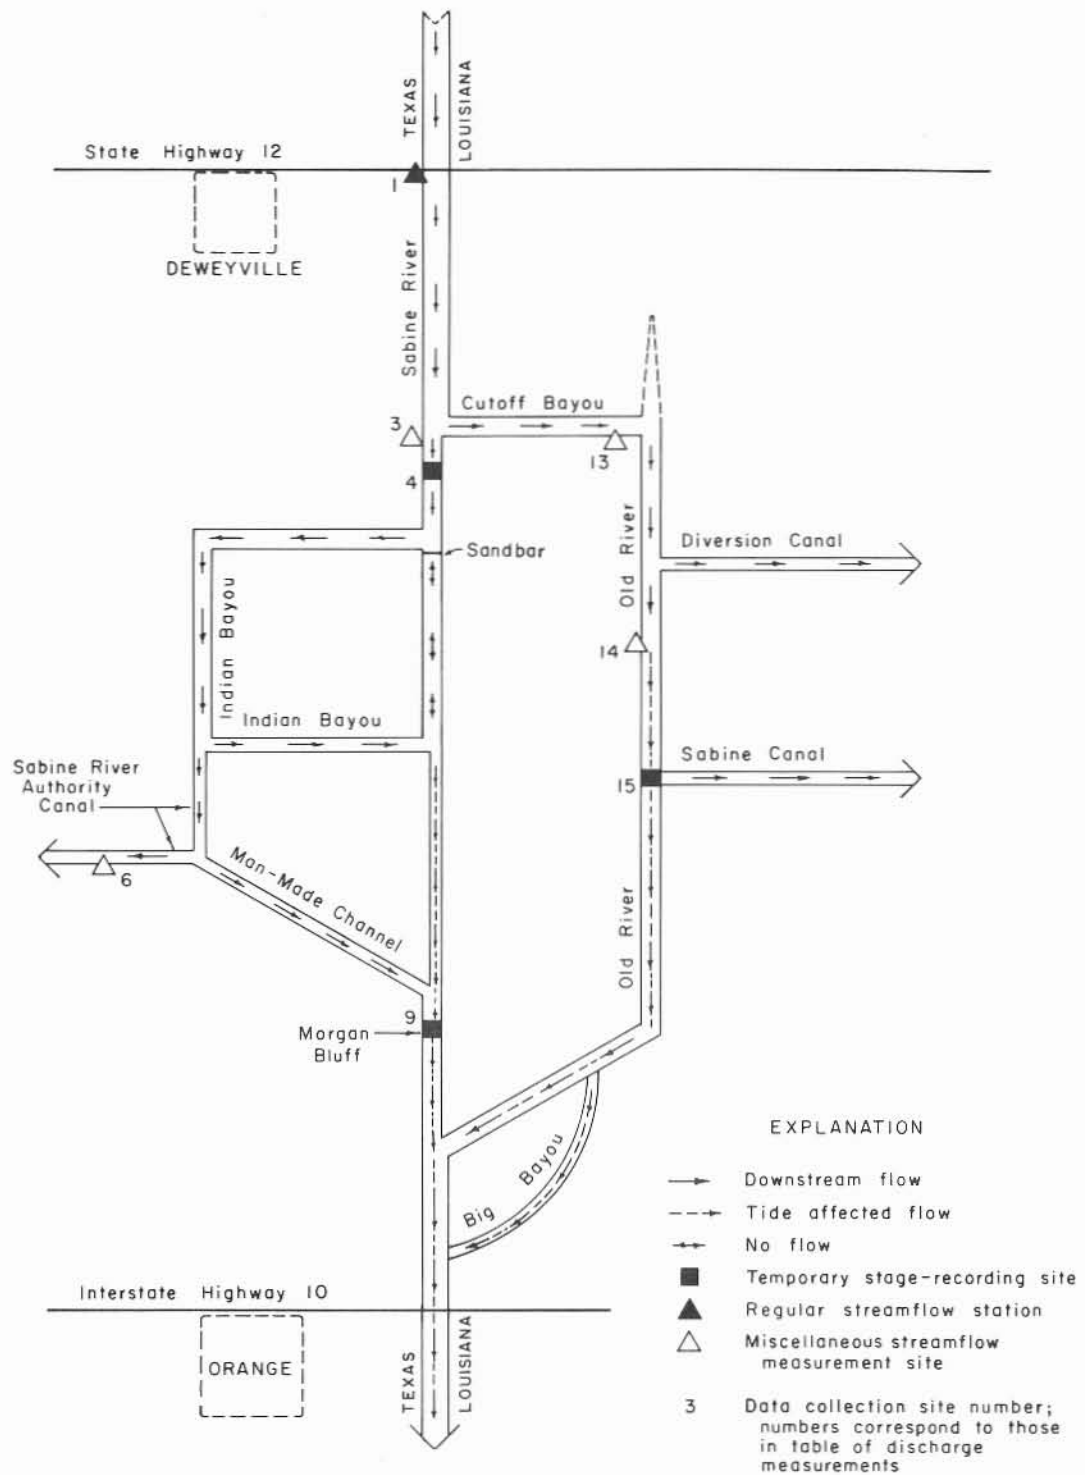 TEXAS
LOUISIANA
State Highway 12
1
DEWEYVILLE
Sabine River
Cutoff Bayou
3
13
4
Sandbar
Old River
Diversion Canal
Indian Bayou
14
Indian Bayou
Sabine Canal
15
Sabine River
Authority
Canal
6
Man-Made Channel
Old River
9
Morgan
Bluff
Big Bayou
Interstate Highway 10
ORANGE
TEXAS
LOUISIANA
EXPLANATION
Downstream flow
Tide affected flow
No flow
Temporary stage-recording site
Regular streamflow station
Miscellaneous streamflow
measurement site
3
Data collection site number;
numbers correspond to those
in table of discharge
measurements